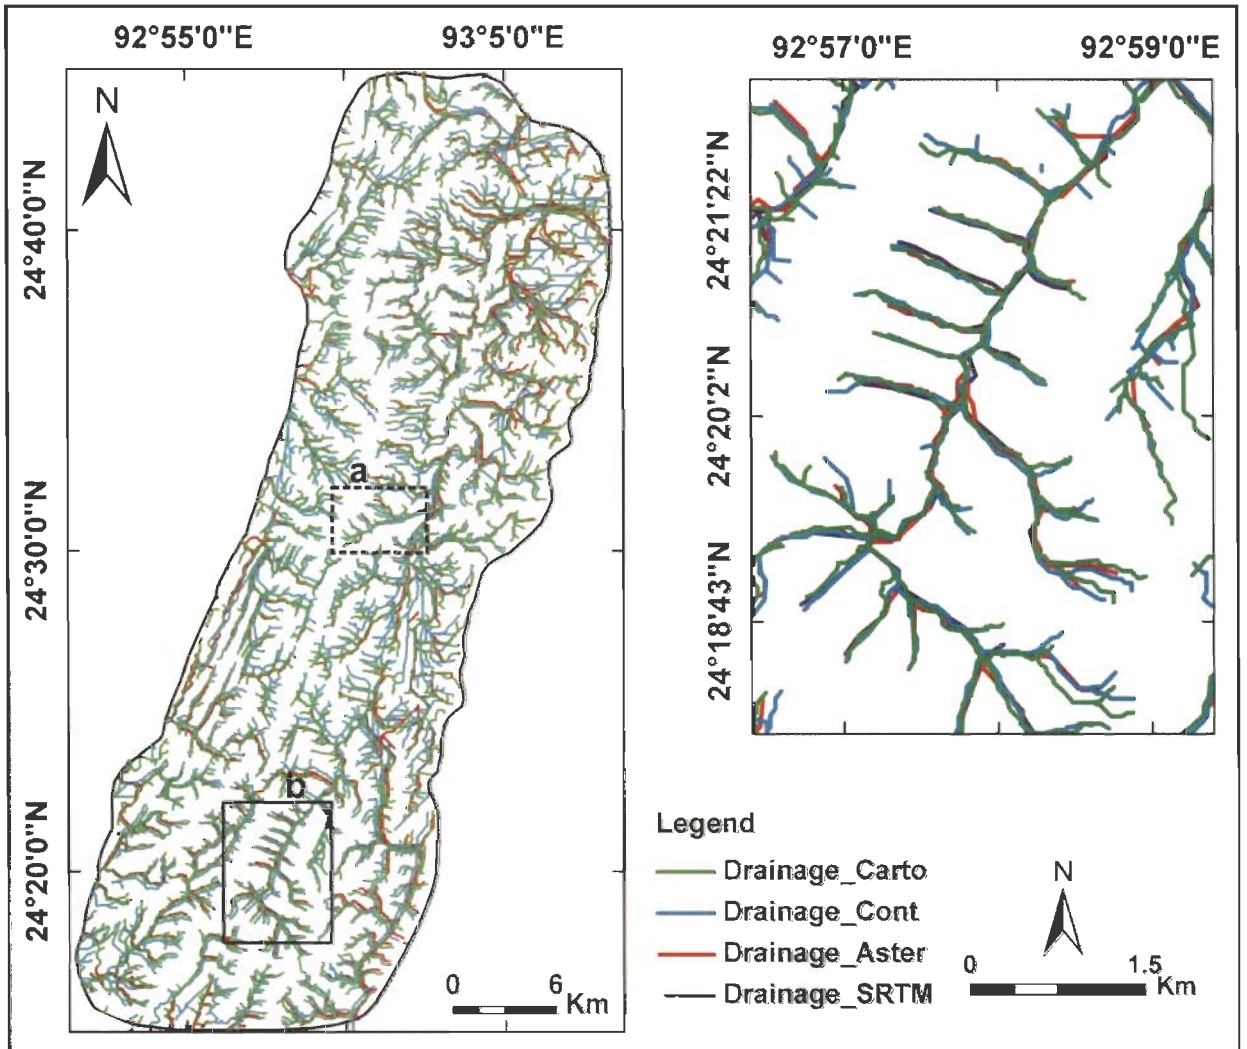 92°55'0"E
93°5'0"E
92°57'0"E
92°59'0"E
N
24°40'0"N
24°30'0"N
24°20'0"N
a
b
0
6
Km
24°21'22"N
24°20'2"N
24°18'43"N
Legend
Drainage_Carto
Drainage_Cont
Drainage_Aster
Drainage_SRTM
N
0
1.5
Km